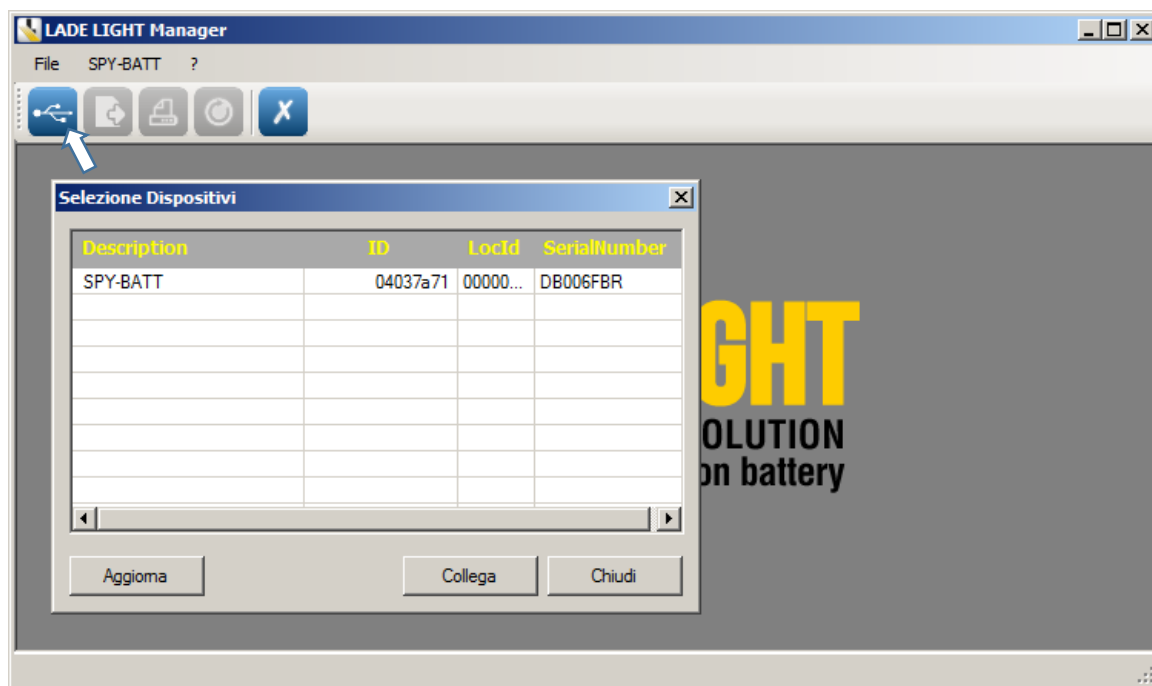 LADE LIGHT Manager
File SPY-BATT ?
Selezione Dispositivi
Description ID LocId SerialNumber
SPY-BATT 04037a71 00000... DB006FBR
GHT
OLUTION
on battery
Aggiorna Collega Chiudi